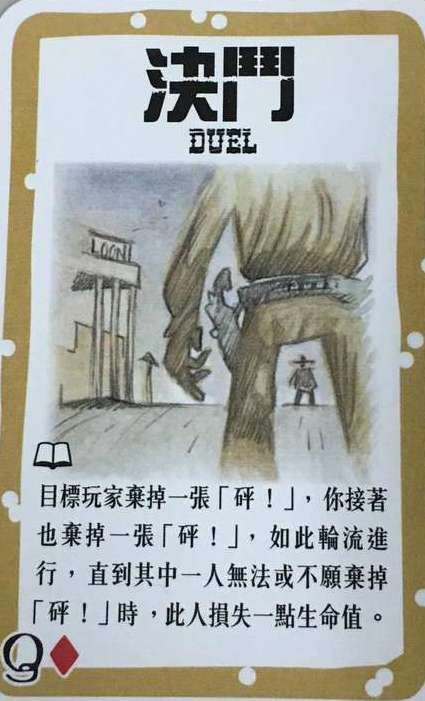 決鬥
DUEL
LOON
目標玩家棄掉一張「砰！」，你接著
也棄掉一張「砰！」，如此輪流進
行，直到其中一人無法或不願棄掉
「砰！」時，此人損失一點生命值。
Q♦